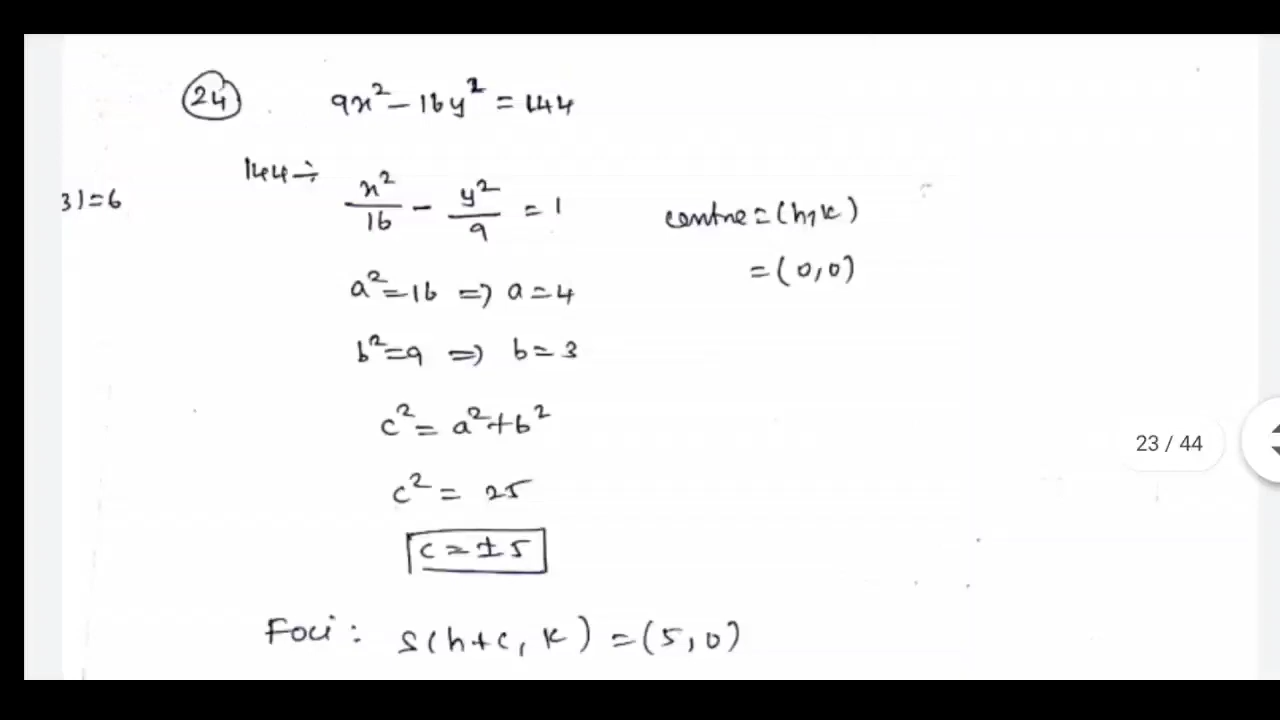 24 9x² - 16y² = 144
144 ÷
3) = 6
x²/16 - y²/9 = 1
centre = (h, k)
= (0, 0)
a² = 16 => a = 4
b² = 9 => b = 3
c² = a² + b²
23 / 44
c² = 25
c = ±5
Foci : S(h+c, k) = (5, 0)